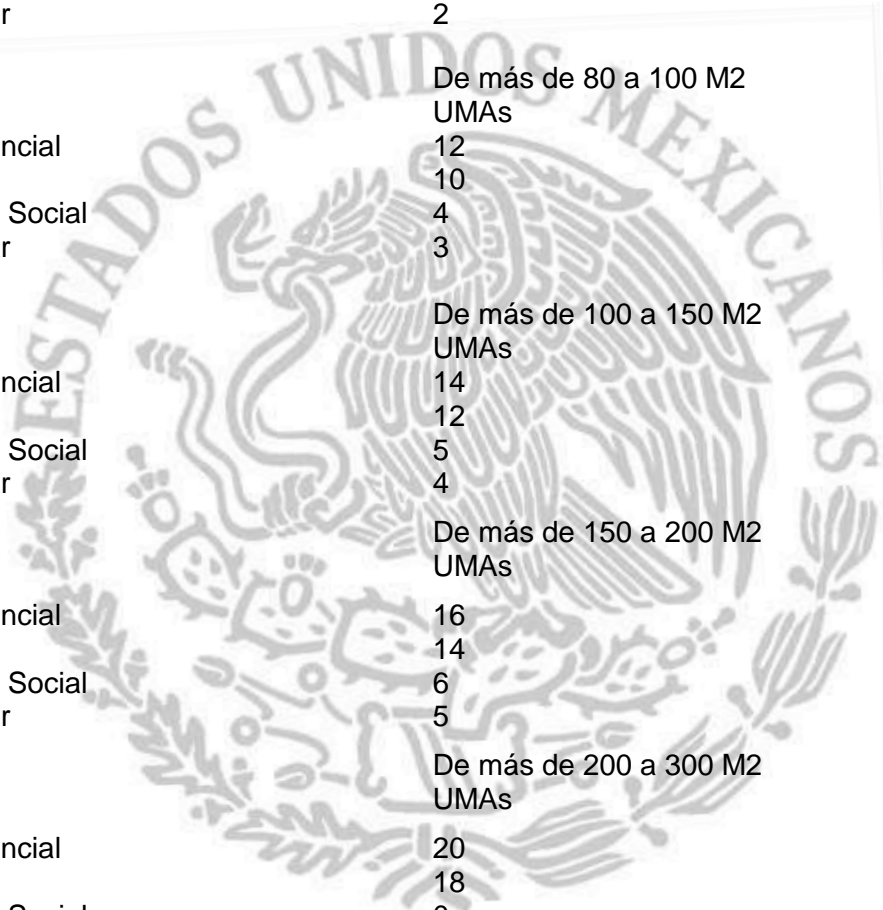 r 2
De más de 80 a 100 M2
UMAs
ncial 12
10
Social 4
r 3
De más de 100 a 150 M2
UMAs
ncial 14
12
Social 5
r 4
De más de 150 a 200 M2
UMAs
ncial 16
14
Social 6
r 5
De más de 200 a 300 M2
UMAs
ncial 20
18
ESTADOS UNIDOS MEXICANOS